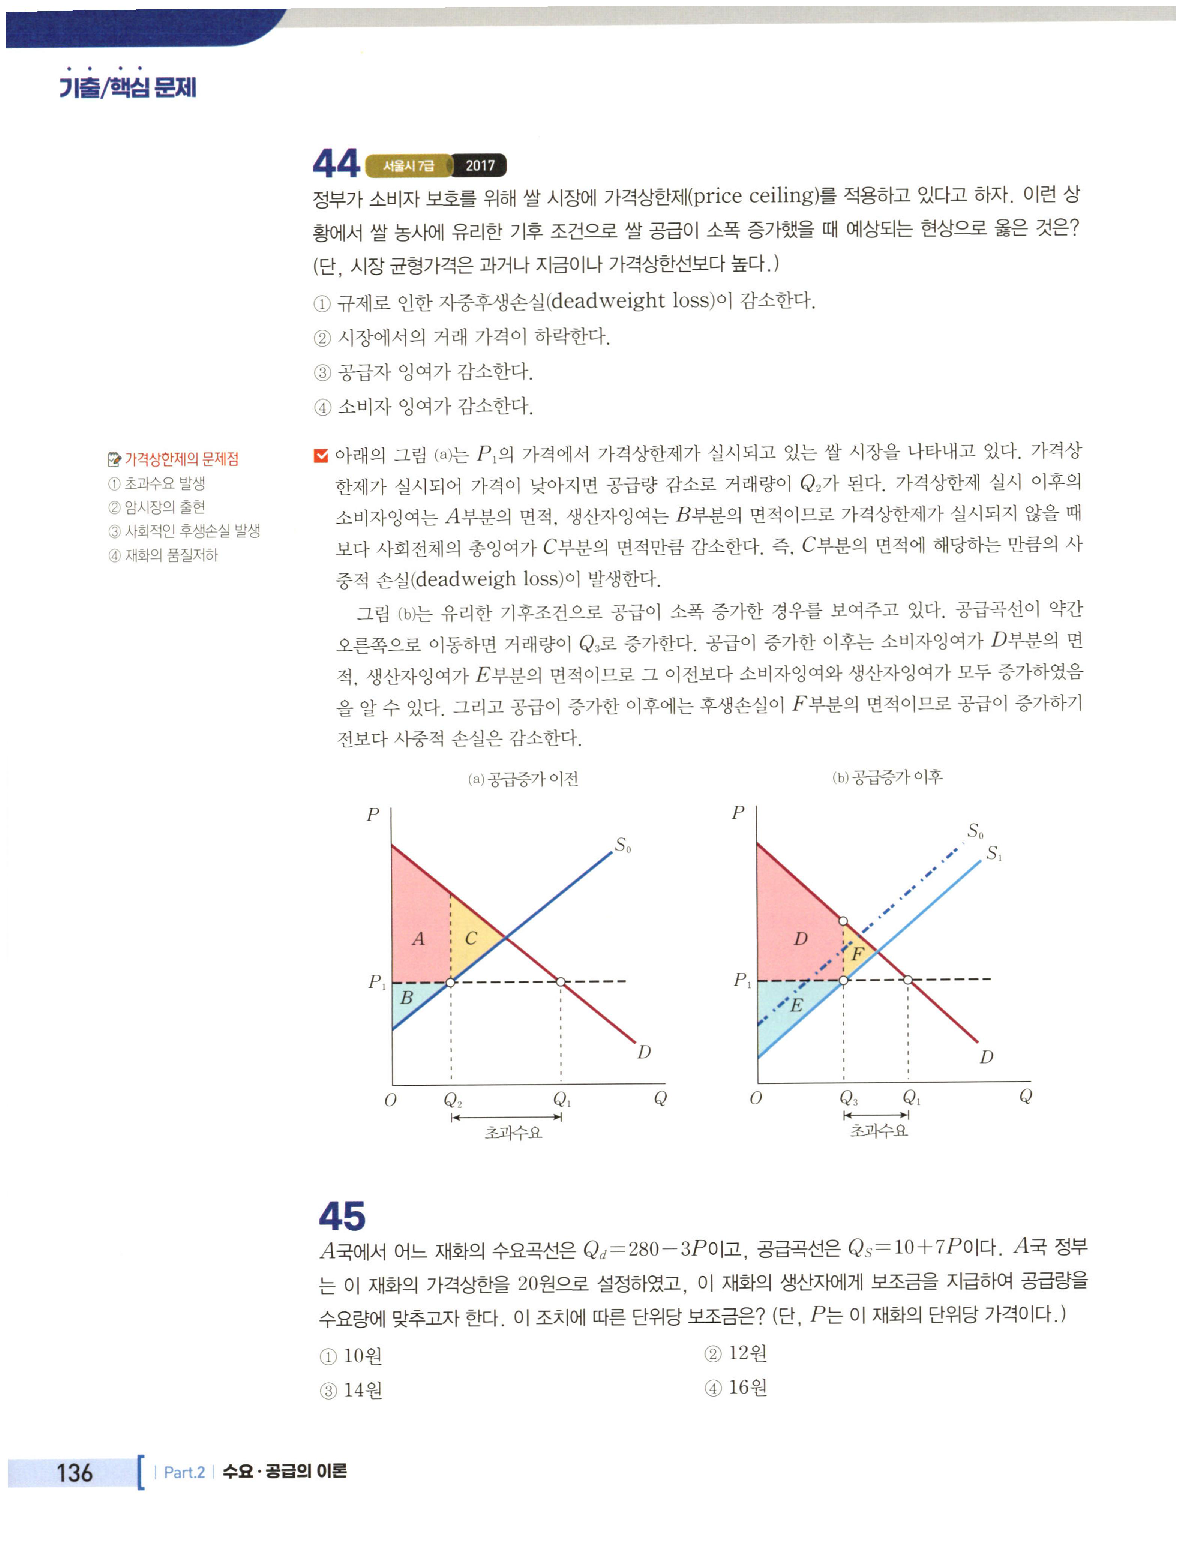 기출/핵심 문제
44 서울시 7급 2017
정부가 소비자 보호를 위해 쌀 시장에 가격상한제(price ceiling)를 적용하고 있다고 하자. 이런 상
황에서 쌀 농사에 유리한 기후 조건으로 쌀 공급이 소폭 증가했을 때 예상되는 현상으로 옳은 것은?
(단, 시장 균형가격은 과거나 지금이나 가격상한선보다 높다.)
① 규제로 인한 자중후생손실(deadweight loss)이 감소한다.
② 시장에서의 거래 가격이 하락한다.
③ 공급자 잉여가 감소한다.
④ 소비자 잉여가 감소한다.
가격상한제의 문제점
① 초과수요 발생
② 암시장의 출현
③ 사회적인 후생손실 발생
④ 재화의 품질저하
아래의 그림 (a)는 P₁의 가격에서 가격상한제가 실시되고 있는 쌀 시장을 나타내고 있다. 가격상
한제가 실시되어 가격이 낮아지면 공급량 감소로 거래량이 Q₂가 된다. 가격상한제 실시 이후의
소비자잉여는 A부분의 면적, 생산자잉여는 B부분의 면적이므로 가격상한제가 실시되지 않을 때
보다 사회전체의 총잉여가 C부분의 면적만큼 감소한다. 즉, C부분의 면적에 해당하는 만큼의 사
중적 손실(deadweigh loss)이 발생한다.
그림 (b)는 유리한 기후조건으로 공급이 소폭 증가한 경우를 보여주고 있다. 공급곡선이 약간
오른쪽으로 이동하면 거래량이 Q₃로 증가한다. 공급이 증가한 이후는 소비자잉여가 D부분의 면
적, 생산자잉여가 E부분의 면적이므로 그 이전보다 소비자잉여와 생산자잉여가 모두 증가하였음
을 알 수 있다. 그리고 공급이 증가한 이후에는 후생손실이 F부분의 면적이므로 공급이 증가하기
전보다 사중적 손실은 감소한다.
(a) 공급증가 이전
P
S₀
A
C
P₁
B
D
O Q₂ Q₁ Q
초과수요
(b) 공급증가 이후
P
S₀
S₁
D
F
P₁
E
D
O Q₃ Q₁ Q
초과수요
45
A국에서 어느 재화의 수요곡선은 Q_d=280-3P이고, 공급곡선은 Q_S=10+7P이다. A국 정부
는 이 재화의 가격상한을 20원으로 설정하였고, 이 재화의 생산자에게 보조금을 지급하여 공급량을
수요량에 맞추고자 한다. 이 조치에 따른 단위당 보조금은? (단, P는 이 재화의 단위당 가격이다.)
① 10원 ② 12원
③ 14원 ④ 16원
136 Part.2 수요·공급의 이론